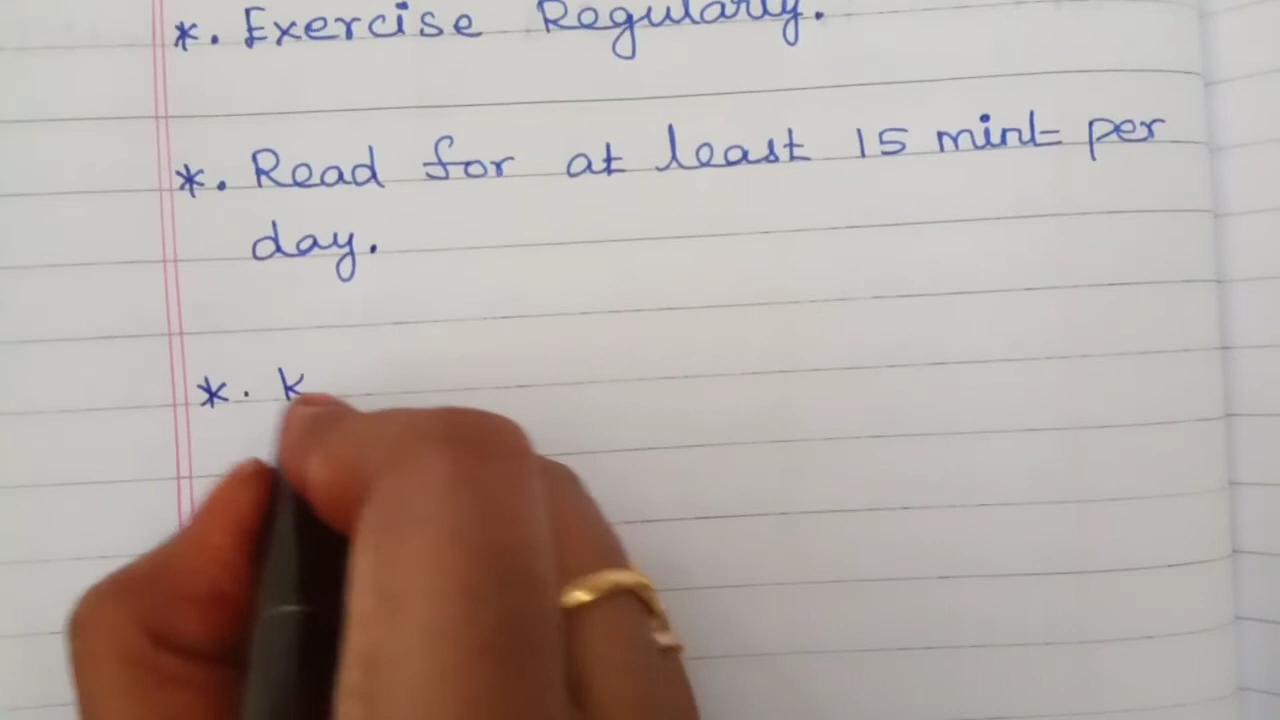 *. Exercise Regularly.
*. Read for at least 15 mint per
day.
*. K